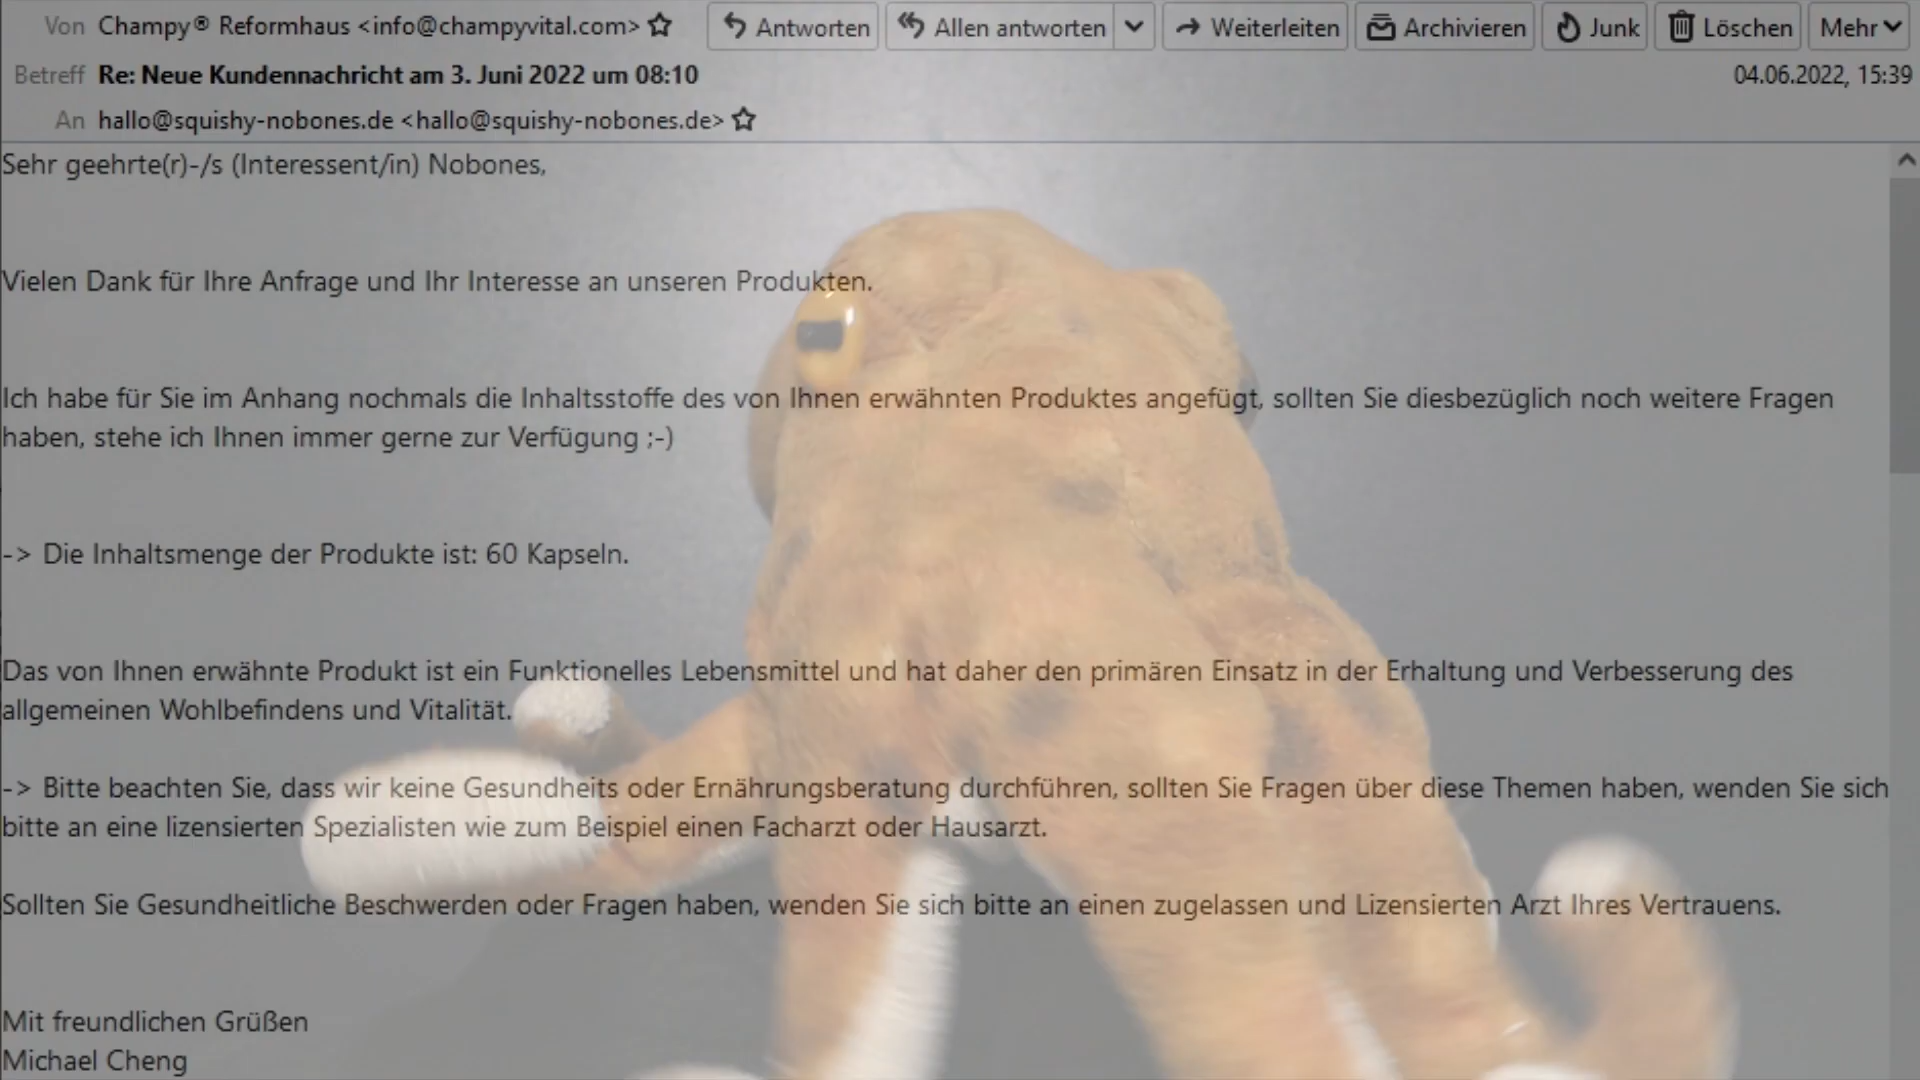 Von Champy® Reformhaus <info@champyvital.com> Antworten Allen antworten Weiterleiten Archivieren Junk Löschen Mehr
Betreff Re: Neue Kundennachricht am 3. Juni 2022 um 08:10 04.06.2022, 15:39
An hallo@squishy-nobones.de <hallo@squishy-nobones.de>
Sehr geehrte(r)-/s (Interessent/in) Nobones,
Vielen Dank für Ihre Anfrage und Ihr Interesse an unseren Produkten.
Ich habe für Sie im Anhang nochmals die Inhaltsstoffe des von Ihnen erwähnten Produktes angefügt, sollten Sie diesbezüglich noch weitere Fragen
haben, stehe ich Ihnen immer gerne zur Verfügung ;-)
-> Die Inhaltsmenge der Produkte ist: 60 Kapseln.
Das von Ihnen erwähnte Produkt ist ein Funktionelles Lebensmittel und hat daher den primären Einsatz in der Erhaltung und Verbesserung des
allgemeinen Wohlbefindens und Vitalität.
-> Bitte beachten Sie, dass wir keine Gesundheits oder Ernährungsberatung durchführen, sollten Sie Fragen über diese Themen haben, wenden Sie sich
bitte an eine lizensierten Spezialisten wie zum Beispiel einen Facharzt oder Hausarzt.
Sollten Sie Gesundheitliche Beschwerden oder Fragen haben, wenden Sie sich bitte an einen zugelassen und Lizensierten Arzt Ihres Vertrauens.
Mit freundlichen Grüßen
Michael Cheng